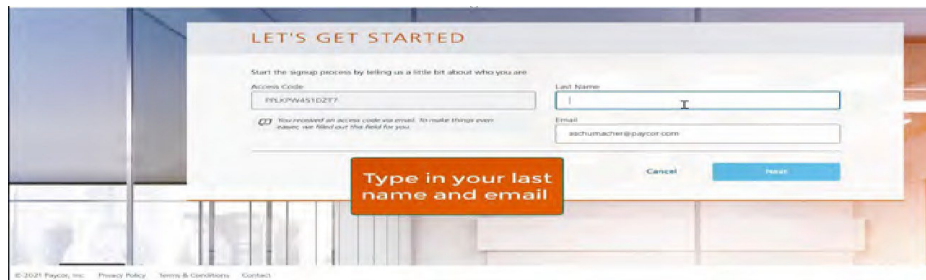 LET'S GET STARTED
Start the signup process by telling us a little bit about who you are
Access Code
Last Name
You received an access code via email. To make things even
easier, we filled out this field for you.
Email
aschumacher@paycor.com
Type in your last
name and email
Cancel
Next
© 2021 Paycor, Inc. Privacy Policy Terms & Conditions Contact